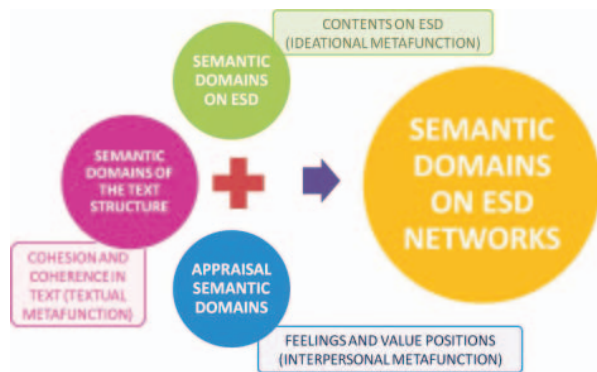 CONTENTS ON ESD
(IDEATIONAL METAFUNCTION)
SEMANTIC
DOMAINS
ON ESD
SEMANTIC
DOMAINS OF
THE TEXT
STRUCTURE
COHESION AND
COHERENCE IN
TEXT (TEXTUAL
METAFUNCTION)
APPRAISAL
SEMANTIC
DOMAINS
FEELINGS AND VALUE POSITIONS
(INTERPERSONAL METAFUNCTION)
SEMANTIC
DOMAINS
ON ESD
NETWORKS